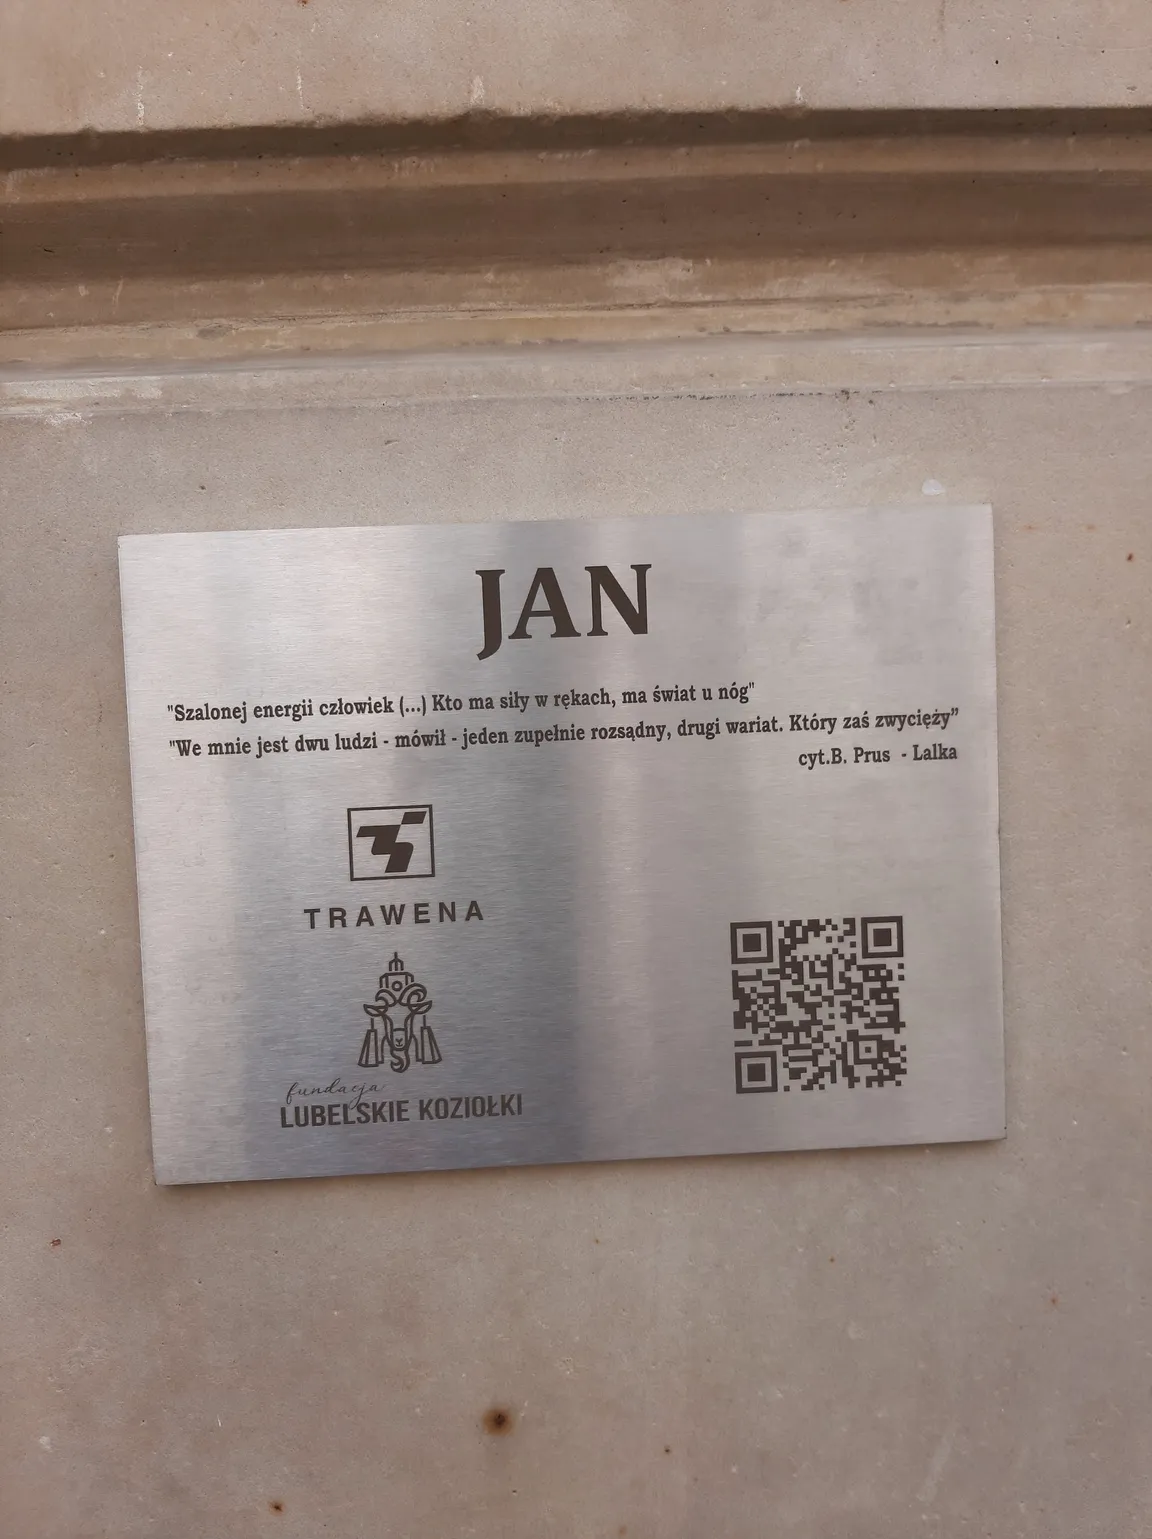 JAN
"Szalonej energii człowiek (...) Kto ma siły w rękach, ma świat u nóg"
"We mnie jest dwu ludzi - mówił - jeden zupełnie rozsądny, drugi wariat. Który zaś zwycięży”
cyt.B. Prus - Lalka
TRAWENA
fundacja
LUBELSKIE KOZIOŁKI